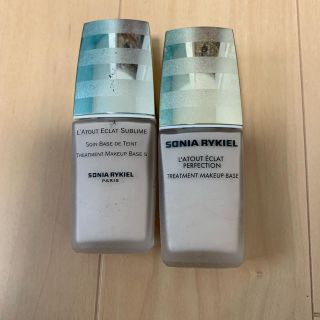 L'ATOUT ECLAT SUBLIME
SOIN BASE DE TEINT
TREATMENT MAKEUP BASE
SONIA RYKIEL
PARIS
SONIA RYKIEL
L'ATOUT ÉCLAT
PERFECTION
TREATMENT MAKEUP BASE